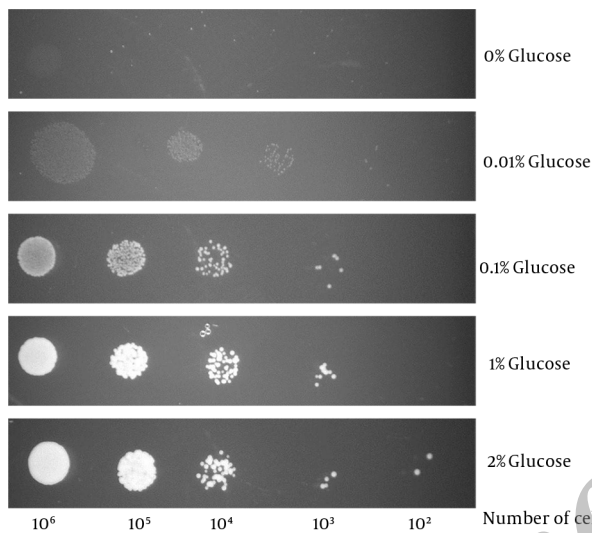 0% Glucose
0.01% Glucose
0.1% Glucose
1% Glucose
2% Glucose
10⁶ 10⁵ 10⁴ 10³ 10² Number of